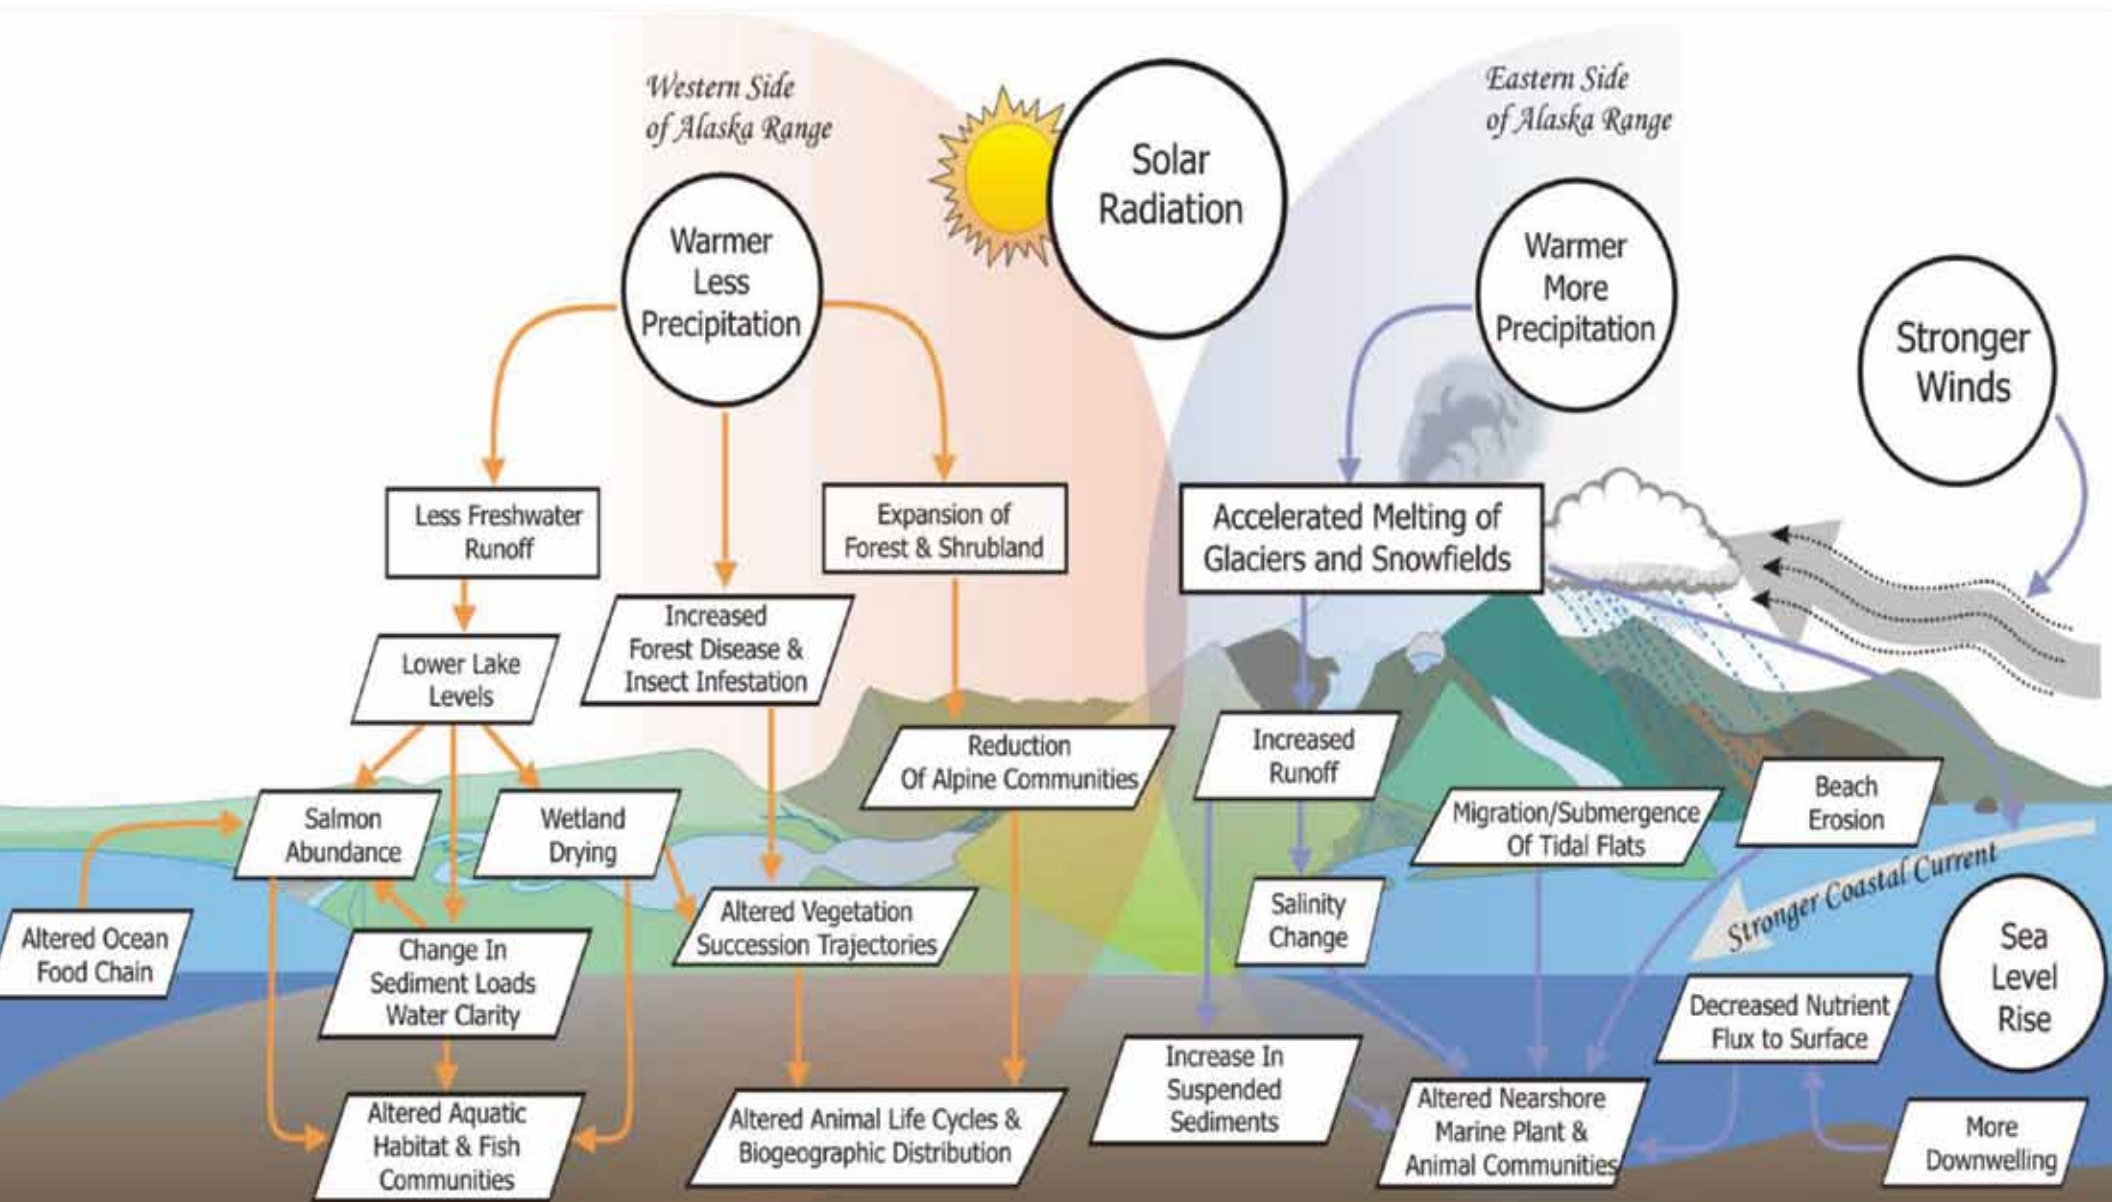 Western Side
of Alaska Range
Solar
Radiation
Eastern Side
of Alaska Range
Warmer
Less
Precipitation
Warmer
More
Precipitation
Stronger
Winds
Less Freshwater
Runoff
Expansion of
Forest & Shrubland
Accelerated Melting of
Glaciers and Snowfields
Increased
Forest Disease &
Insect Infestation
Lower Lake
Levels
Reduction
Of Alpine Communities
Increased
Runoff
Migration/Submergence
Of Tidal Flats
Beach
Erosion
Salmon
Abundance
Wetland
Drying
Altered Ocean
Food Chain
Change In
Sediment Loads
Water Clarity
Altered Vegetation
Succession Trajectories
Salinity
Change
Stronger Coastal Current
Sea
Level
Rise
Decreased Nutrient
Flux to Surface
Increase In
Suspended
Sediments
Altered Aquatic
Habitat & Fish
Communities
Altered Animal Life Cycles &
Biogeographic Distribution
Altered Nearshore
Marine Plant &
Animal Communities
More
Downwelling